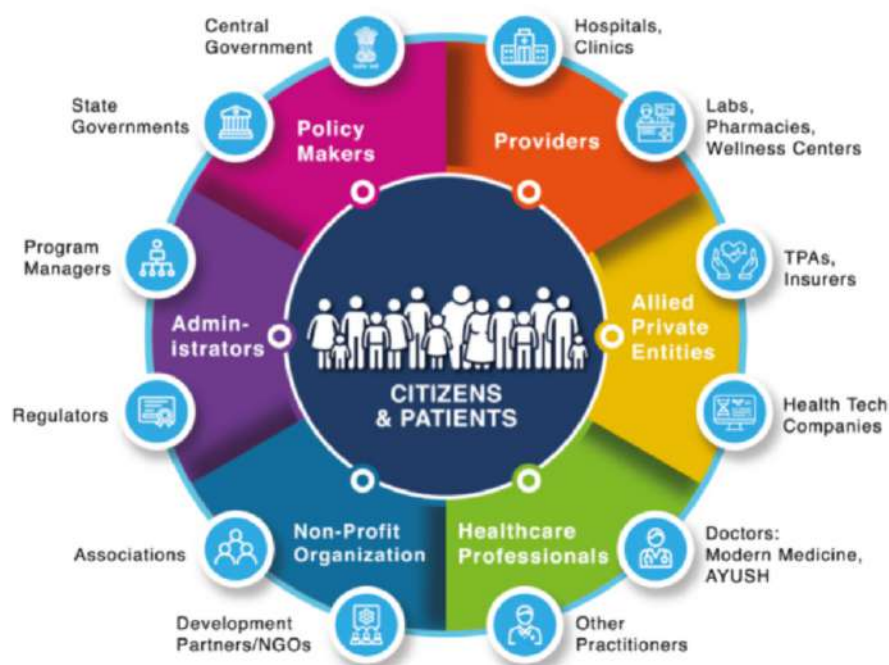 Central
Government
Hospitals,
Clinics
State
Governments
Policy
Makers
Providers
Labs,
Pharmacies,
Wellness Centers
Program
Managers
Admin-
istrators
Allied
Private
Entities
TPAs,
Insurers
CITIZENS
& PATIENTS
Regulators
Health Tech
Companies
Associations
Non-Profit
Organization
Healthcare
Professionals
Doctors:
Modern Medicine,
AYUSH
Development
Partners/NGOs
Other
Practitioners